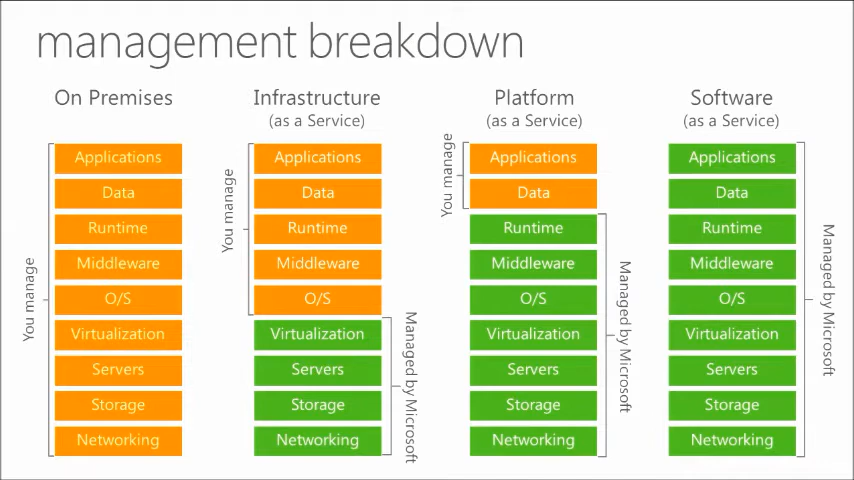 management breakdown
On Premises
You manage
Applications
Data
Runtime
Middleware
O/S
Virtualization
Servers
Storage
Networking
Infrastructure
(as a Service)
You manage
Applications
Data
Runtime
Middleware
O/S
Virtualization
Servers
Storage
Networking
Managed by Microsoft
Platform
(as a Service)
You manage
Applications
Data
Runtime
Middleware
O/S
Virtualization
Servers
Storage
Networking
Managed by Microsoft
Software
(as a Service)
Applications
Data
Runtime
Middleware
O/S
Virtualization
Servers
Storage
Networking
Managed by Microsoft